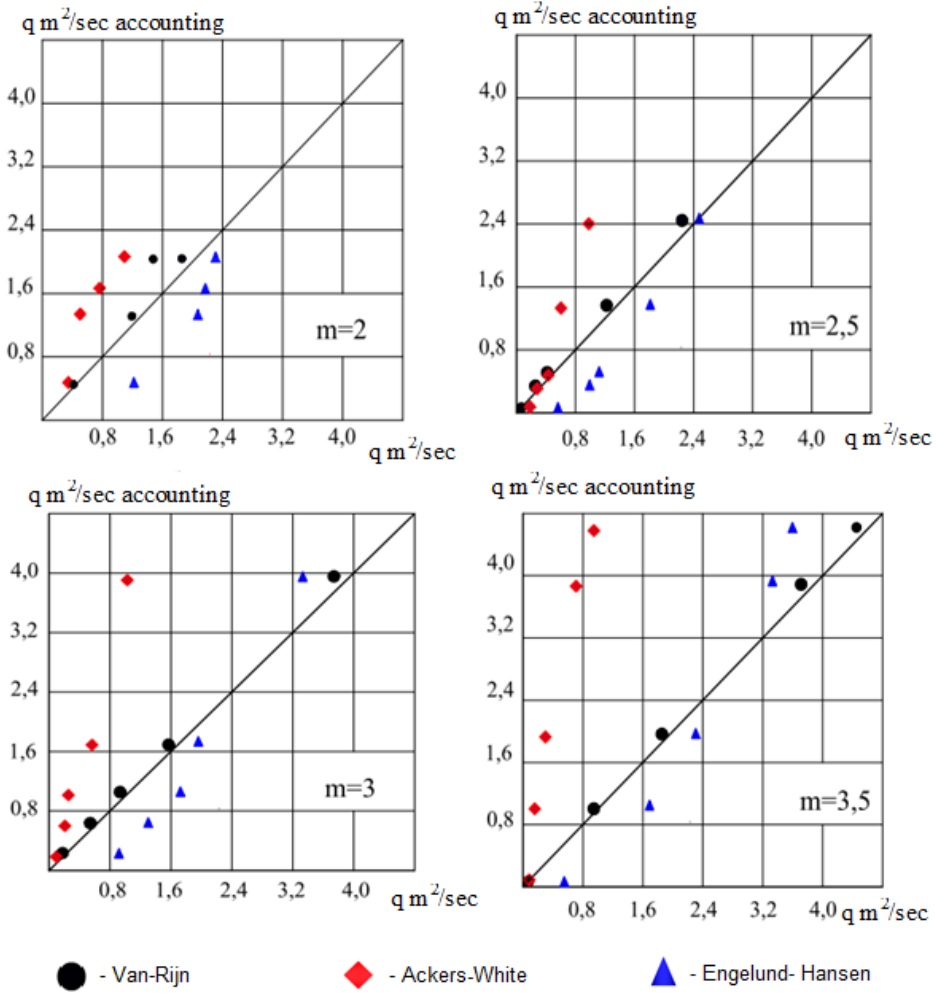 q m²/sec accounting
4,0
3,2
2,4
1,6
0,8
m=2
0,8 1,6 2,4 3,2 4,0
q m²/sec
q m²/sec accounting
4,0
3,2
2,4
1,6
0,8
m=2,5
0,8 1,6 2,4 3,2 4,0
q m²/sec
q m²/sec accounting
4,0
3,2
2,4
1,6
0,8
m=3
0,8 1,6 2,4 3,2 4,0
q m²/sec
q m²/sec accounting
4,0
3,2
2,4
1,6
0,8
m=3,5
0,8 1,6 2,4 3,2 4,0 q m²/sec
- Van-Rijn - Ackers-White - Engelund- Hansen